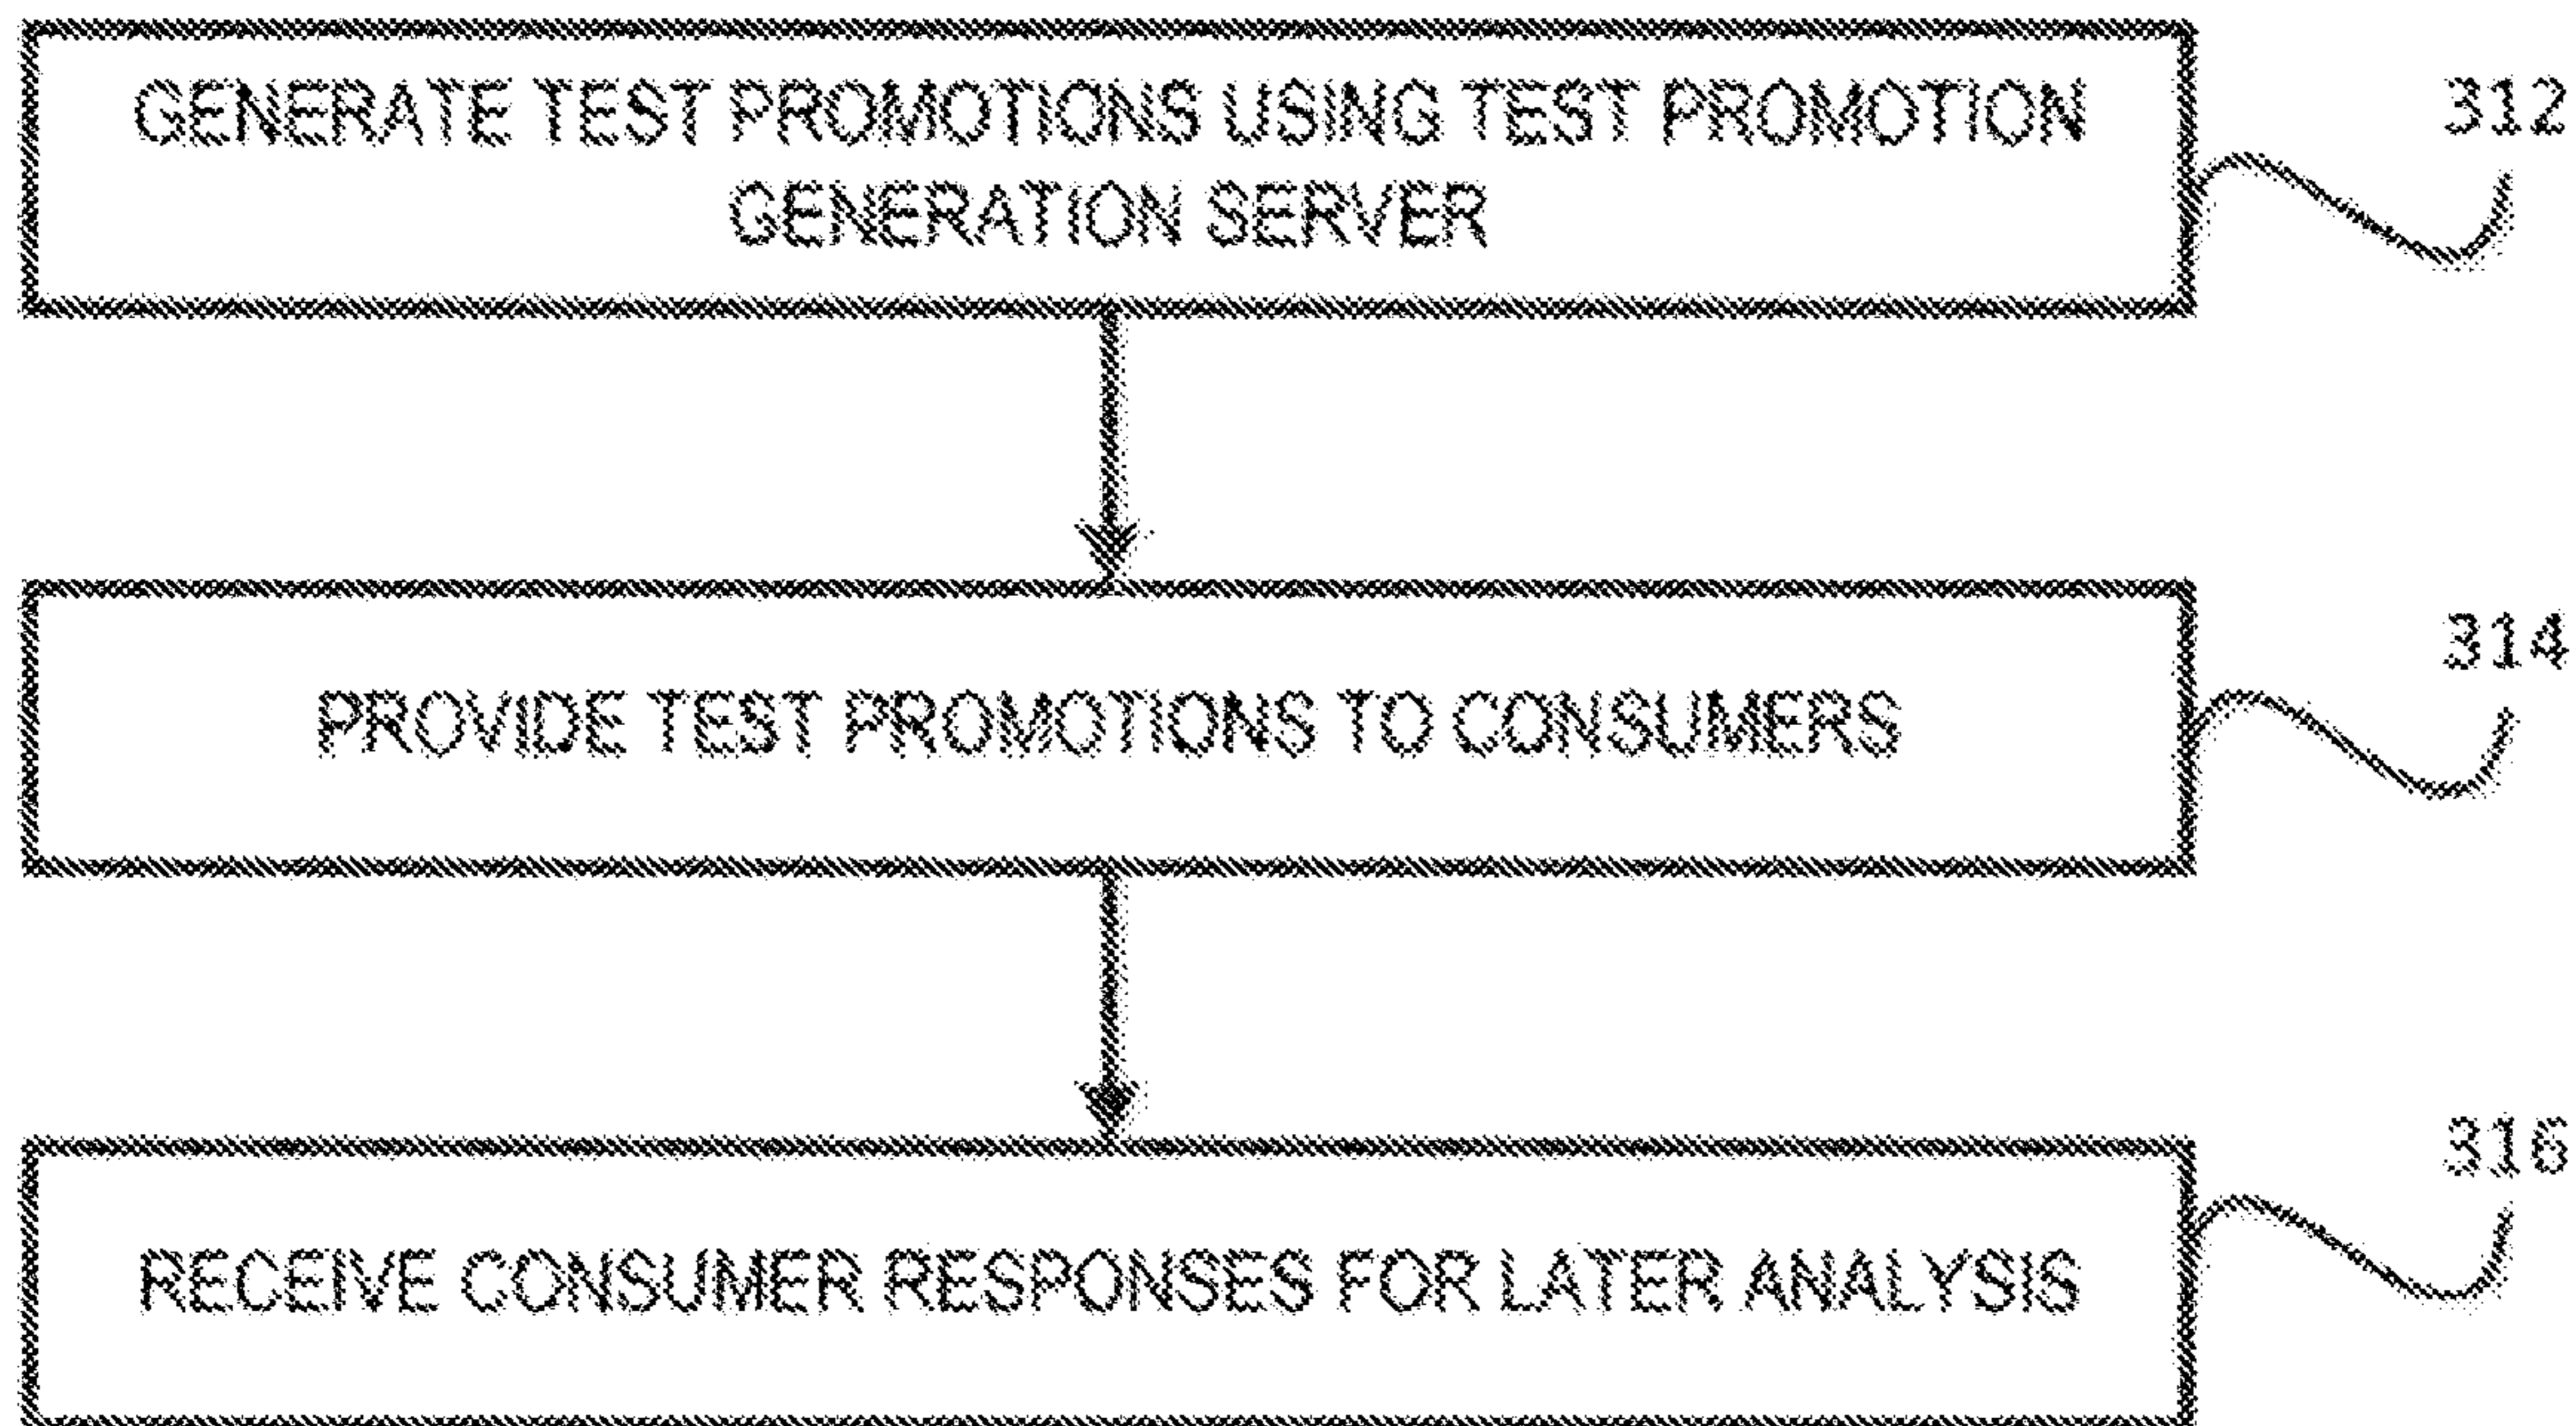 GENERATE TEST PROMOTIONS USING TEST PROMOTION
GENERATION SERVER
312
PROVIDE TEST PROMOTIONS TO CONSUMERS
314
RECEIVE CONSUMER RESPONSES FOR LATER ANALYSIS
316